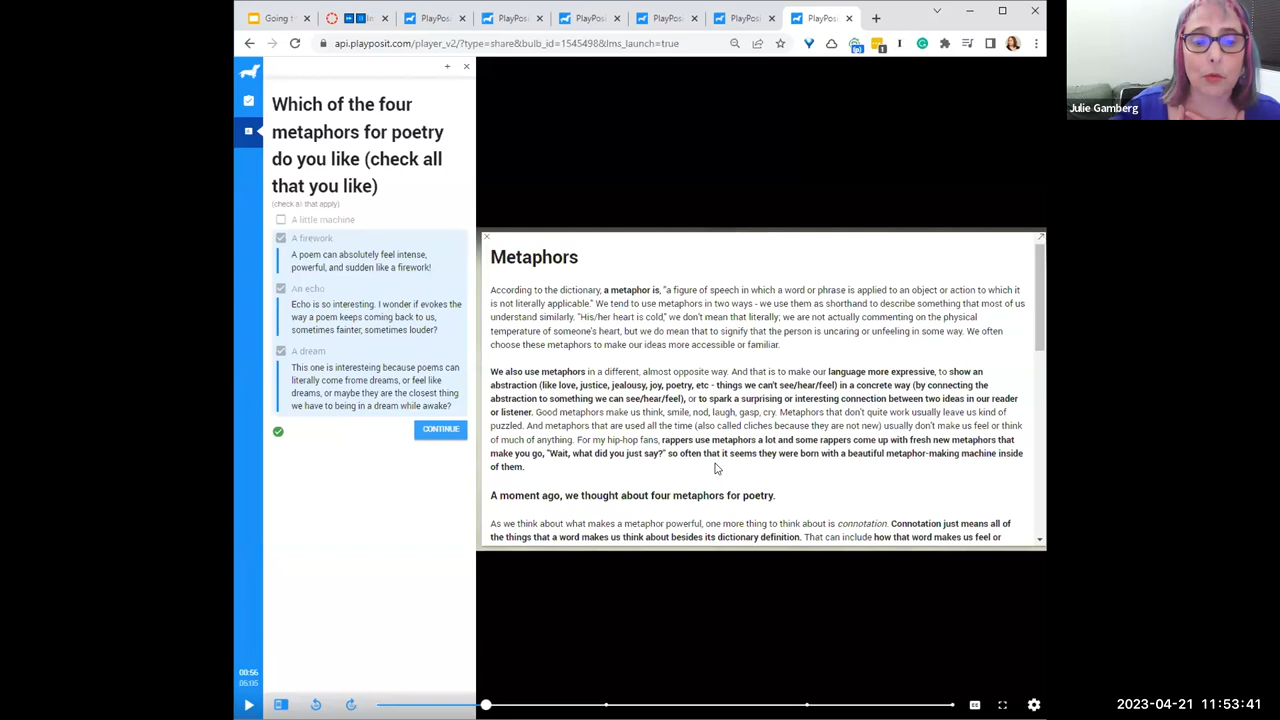 Going t
PlayPosi
PlayPosi
PlayPosi
PlayPosi
PlayPosi
PlayPosi
api.playposit.com/player_v2/?type=share&bulb_id=1545498&lms_launch=true
Julie Gamberg
Which of the four
metaphors for poetry
do you like (check all
that you like)
(check all that apply)
A little machine
A firework
A poem can absolutely feel intense,
powerful, and sudden like a firework!
An echo
Echo is so interesting. I wonder if evokes the
way a poem keeps coming back to us,
sometimes fainter, sometimes louder?
A dream
This one is interesteing because poems can
literally come frome dreams, or feel like
dreams, or maybe they are the closest thing
we have to being in a dream while awake?
CONTINUE
Metaphors
According to the dictionary, a metaphor is, "a figure of speech in which a word or phrase is applied to an object or action to which it
is not literally applicable." We tend to use metaphors in two ways - we use them as shorthand to describe something that most of us
understand similarly. "His/her heart is cold," we don't mean that literally; we are not actually commenting on the physical
temperature of someone's heart, but we do mean that to signify that the person is uncaring or unfeeling in some way. We often
choose these metaphors to make our ideas more accessible or familiar.
We also use metaphors in a different, almost opposite way. And that is to make our language more expressive, to show an
abstraction (like love, justice, jealousy, joy, poetry, etc - things we can't see/hear/feel) in a concrete way (by connecting the
abstraction to something we can see/hear/feel), or to spark a surprising or interesting connection between two ideas in our reader
or listener. Good metaphors make us think, smile, nod, laugh, gasp, cry. Metaphors that don't quite work usually leave us kind of
puzzled. And metaphors that are used all the time (also called cliches because they are not new) usually don't make us feel or think
of much of anything. For my hip-hop fans, rappers use metaphors a lot and some rappers come up with fresh new metaphors that
make you go, "Wait, what did you just say?" so often that it seems they were born with a beautiful metaphor-making machine inside
of them.
A moment ago, we thought about four metaphors for poetry.
As we think about what makes a metaphor powerful, one more thing to think about is connotation. Connotation just means all of
the things that a word makes us think about besides its dictionary definition. That can include how that word makes us feel or
00:56
05:05
2023-04-21 11:53:41